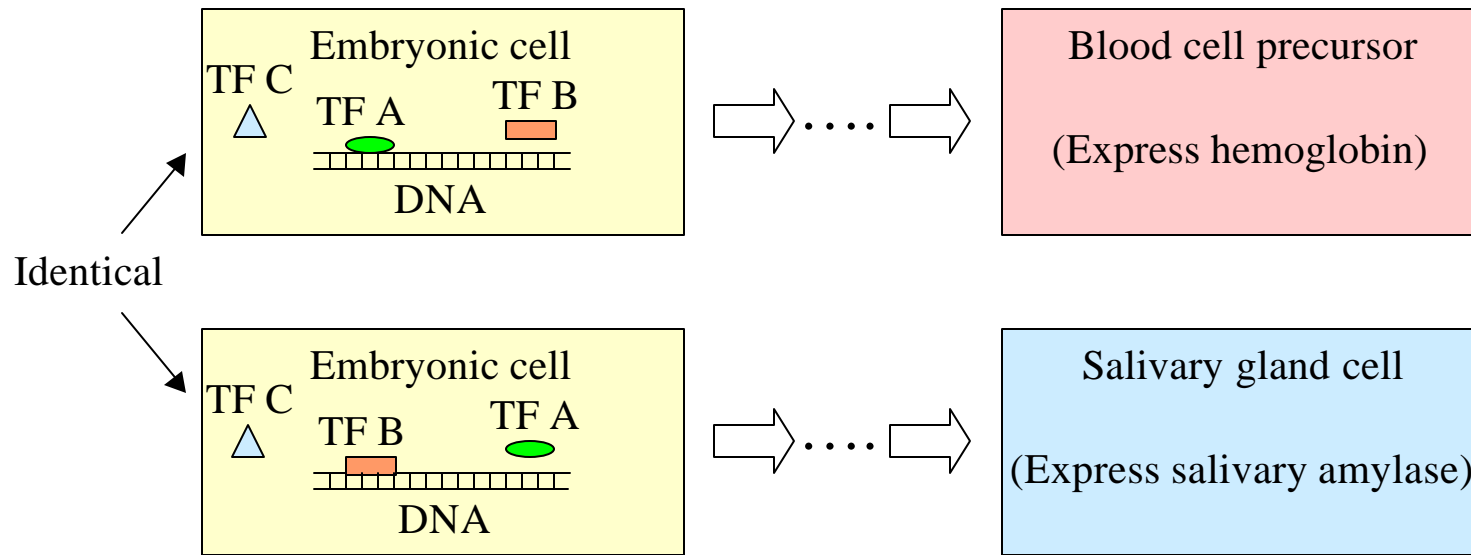 Embryonic cell
TF C
TF A
TF B
DNA
Blood cell precursor
(Express hemoglobin)
Identical
Embryonic cell
TF C
TF B
TF A
DNA
Salivary gland cell
(Express salivary amylase)